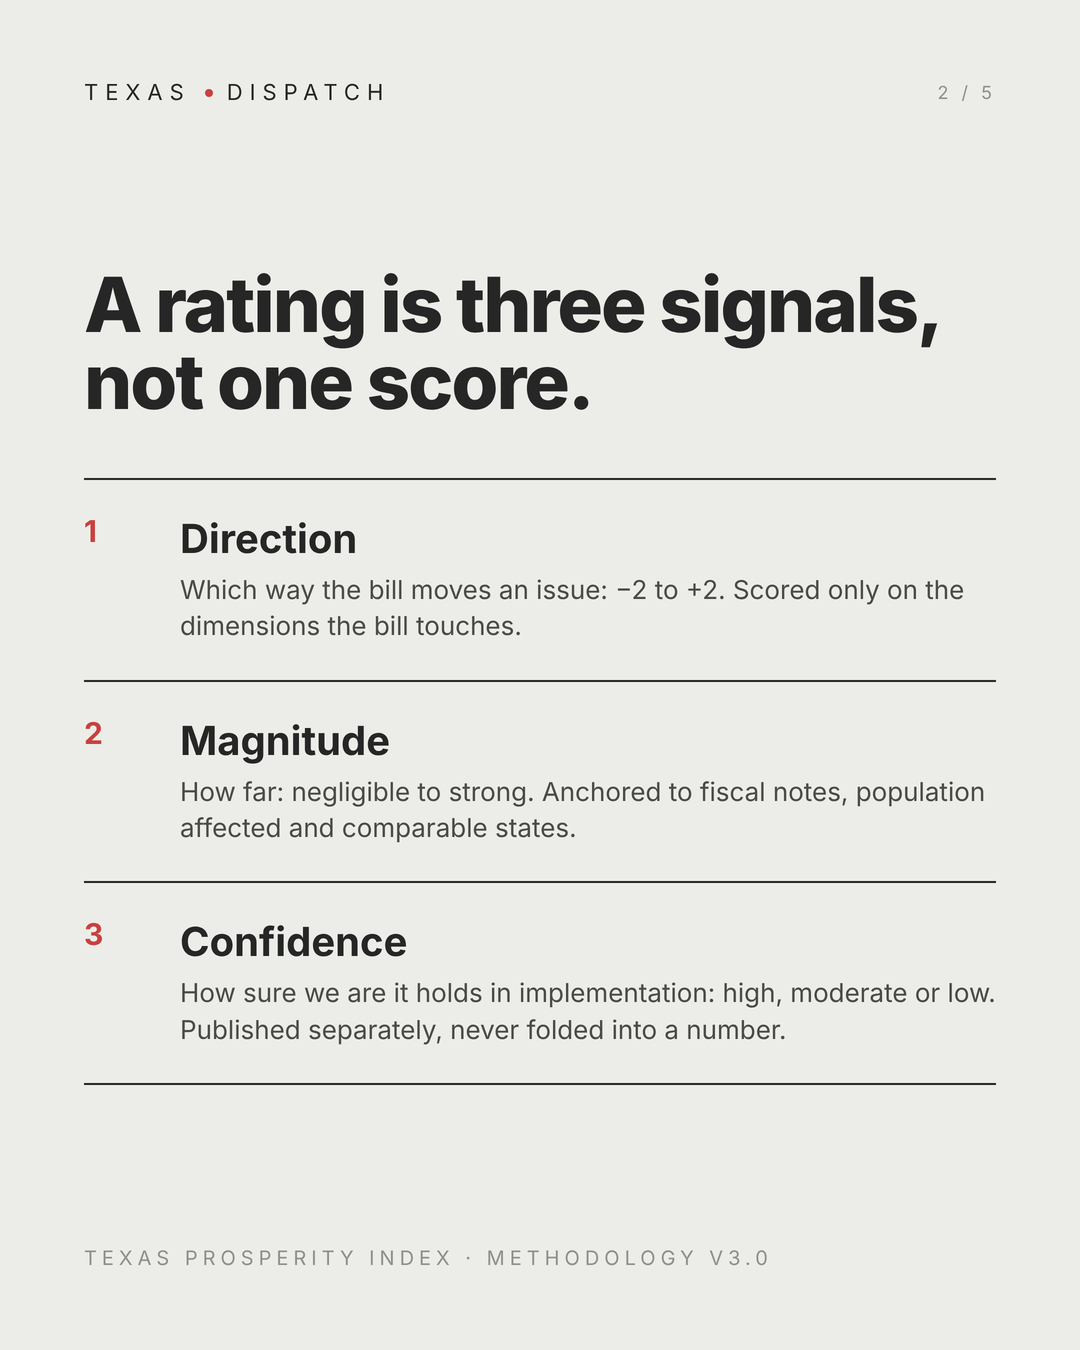 TEXAS • DISPATCH
2 / 5
A rating is three signals,
not one score.
1
Direction
Which way the bill moves an issue: −2 to +2. Scored only on the
dimensions the bill touches.
2
Magnitude
How far: negligible to strong. Anchored to fiscal notes, population
affected and comparable states.
3
Confidence
How sure we are it holds in implementation: high, moderate or low.
Published separately, never folded into a number.
TEXAS PROSPERITY INDEX · METHODOLOGY V3.0